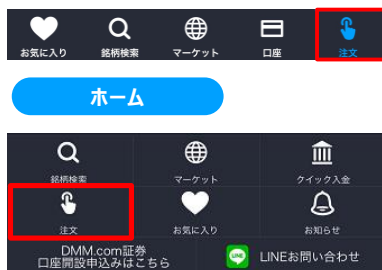 お気に入り 銘柄検索 マーケット 口座 注文
ホーム
銘柄検索 マーケット クイック入金
注文 お気に入り お知らせ
DMM.com証券
口座開設申込みはこちら
LINE LINEお問い合わせ